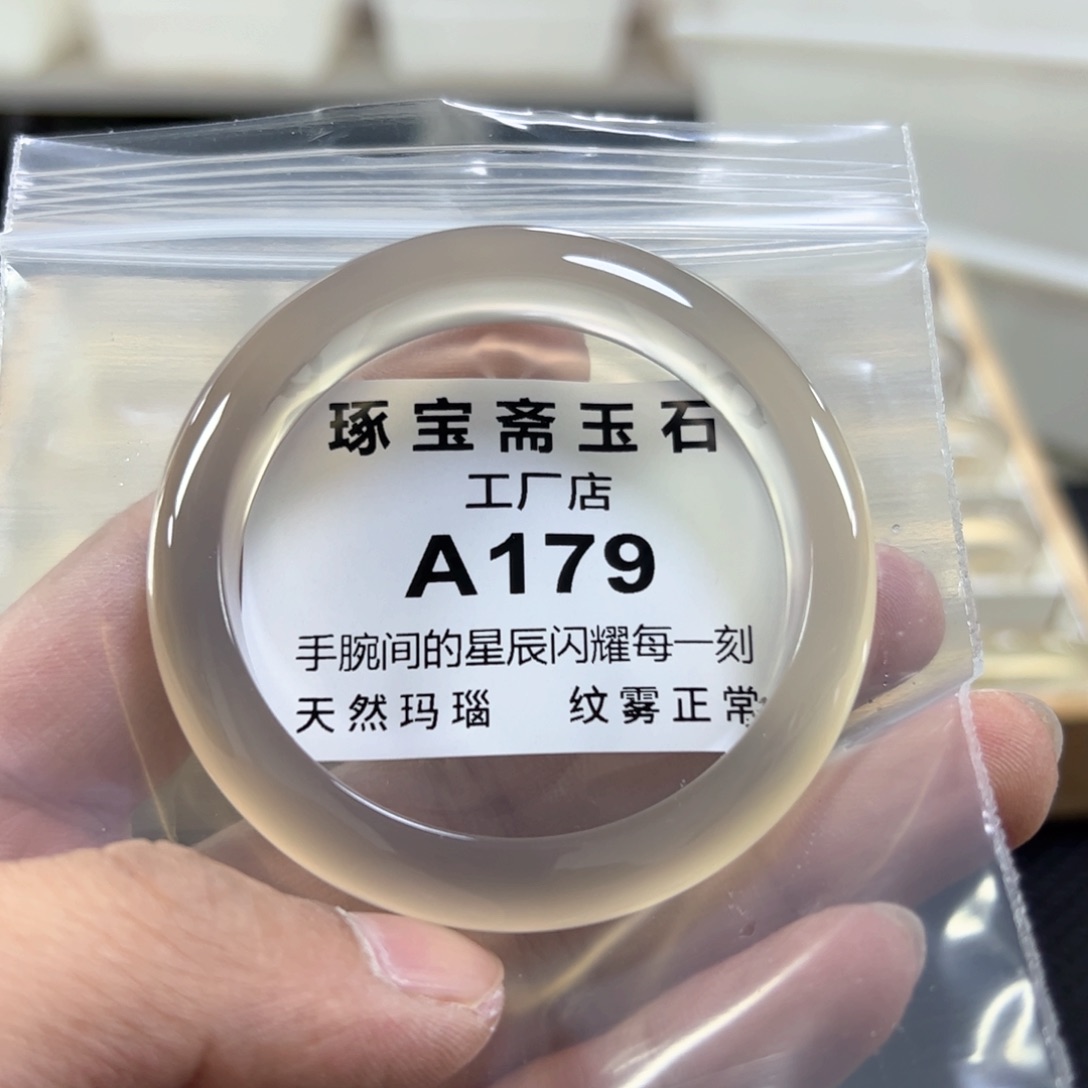 琢宝斋玉石
工厂店
A179
手腕间的星辰闪耀每一刻
天然玛瑙 纹雾正常